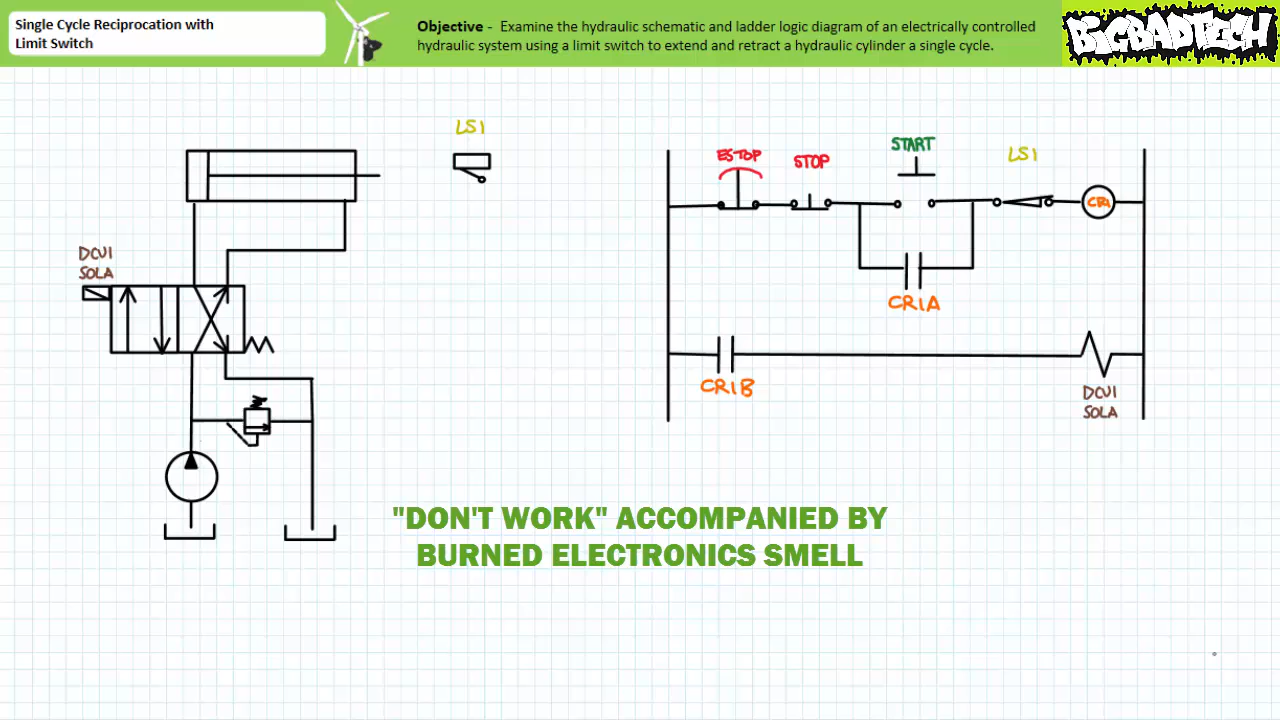 Single Cycle Reciprocation with
Limit Switch
Objective - Examine the hydraulic schematic and ladder logic diagram of an electrically controlled
hydraulic system using a limit switch to extend and retract a hydraulic cylinder a single cycle.
BIGBADTECH
LS1
DCV1
SOLA
ESTOP
STOP
START
LS1
CR1
CR1A
CR1B
DCV1
SOLA
"DON'T WORK" ACCOMPANIED BY
BURNED ELECTRONICS SMELL